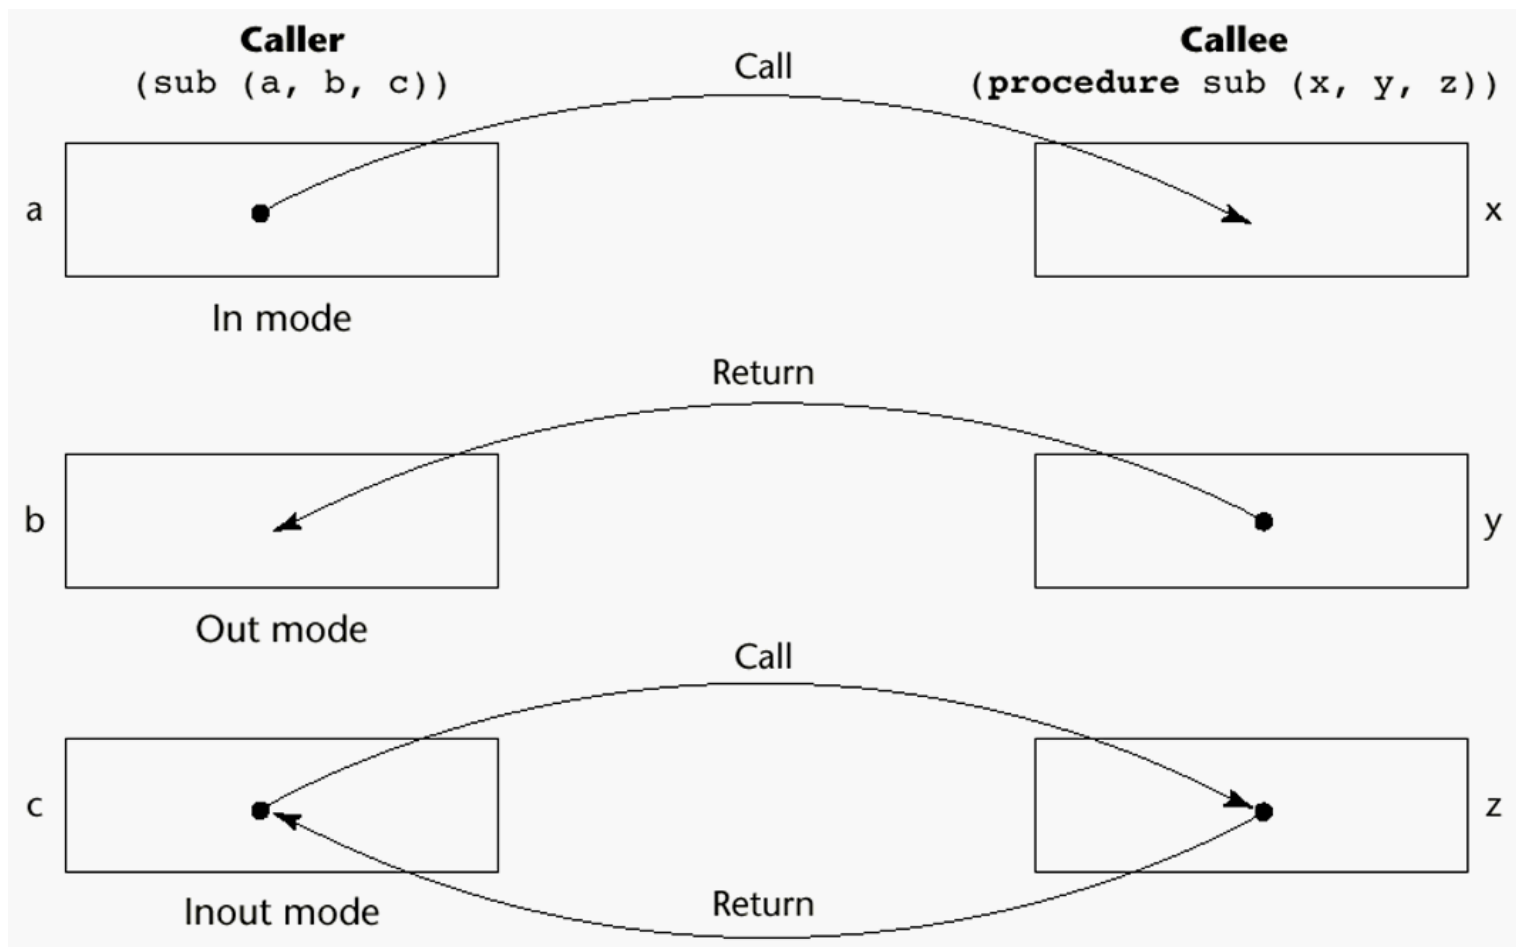 Caller
(sub (a, b, c))
Call
Callee
(procedure sub (x, y, z))
a
x
In mode
Return
b
y
Out mode
Call
c
z
Inout mode
Return